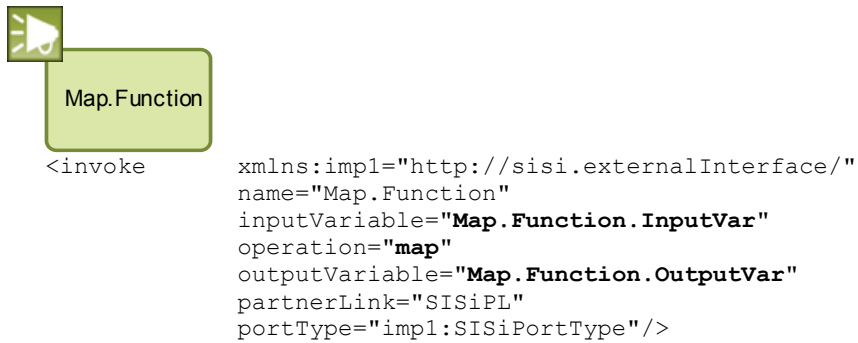 Map.Function
<invoke xmlns:imp1="http://sisi.externalInterface/"
name="Map.Function"
inputVariable="Map.Function.InputVar"
operation="map"
outputVariable="Map.Function.OutputVar"
partnerLink="SISiPL"
portType="imp1:SISiPortType"/>